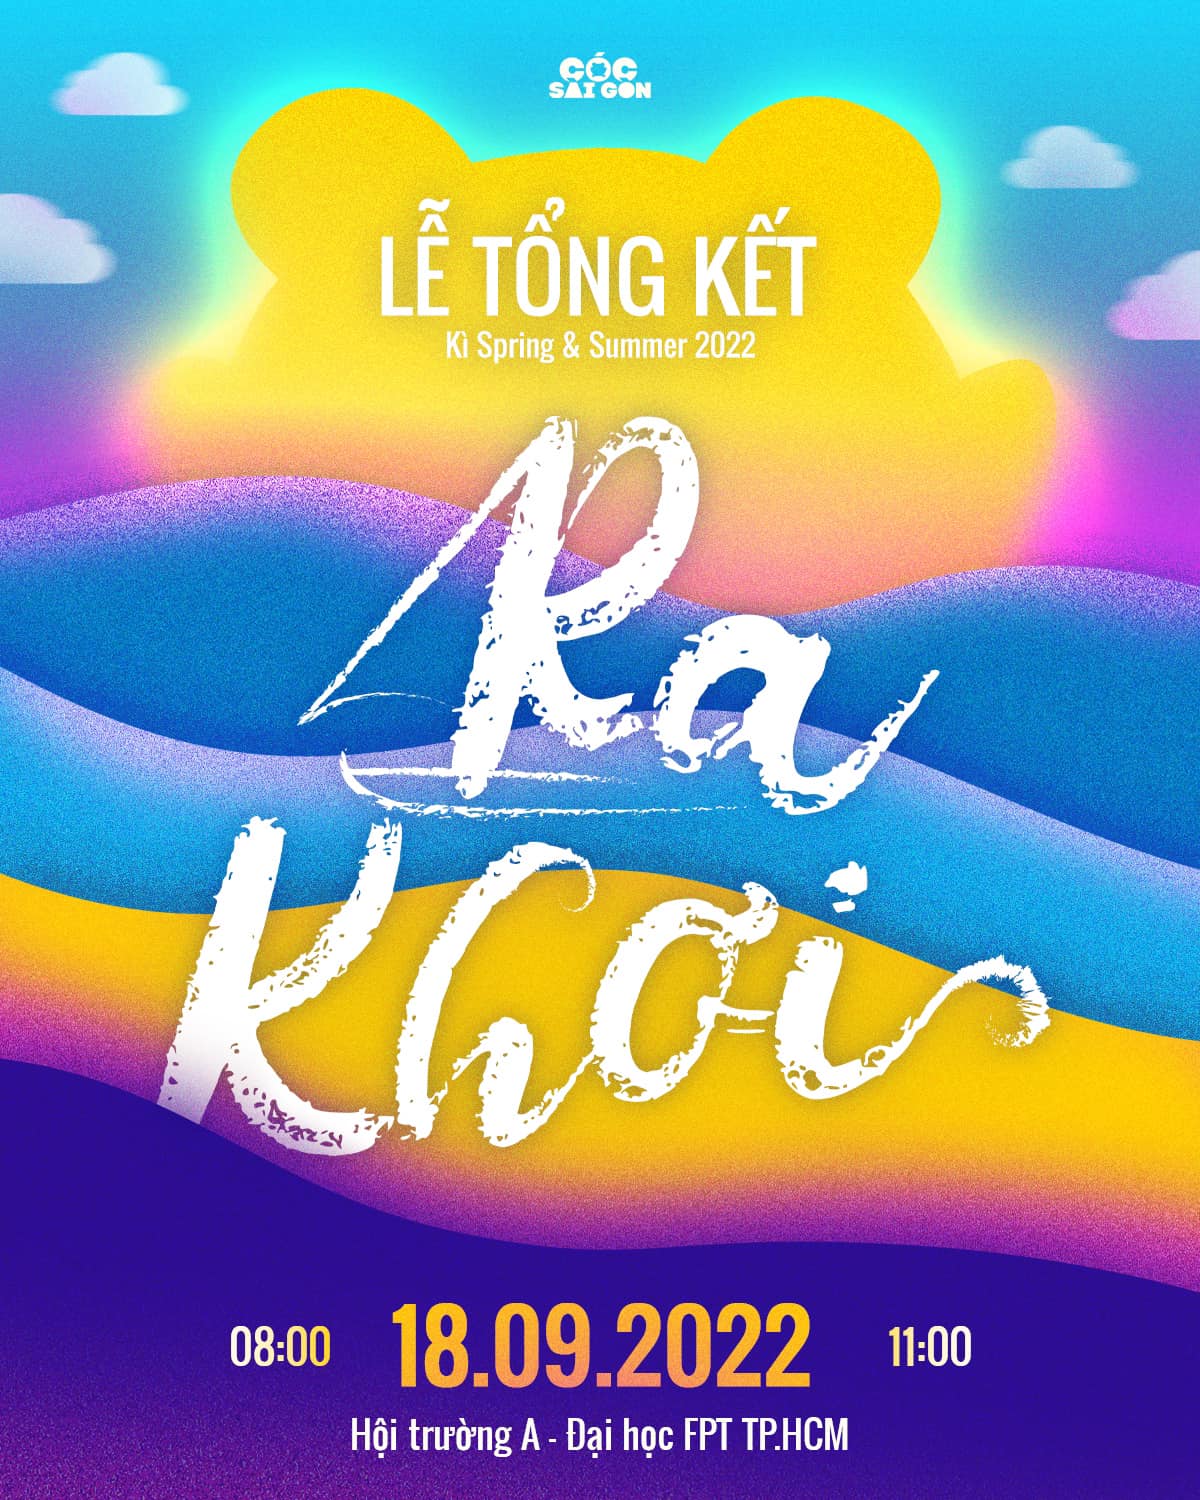 CÓC
SÀI GÒN
LỄ TỔNG KẾT
Kì Spring & Summer 2022
Ra
Khơi
08:00 18.09.2022 11:00
Hội trường A - Đại học FPT TP.HCM